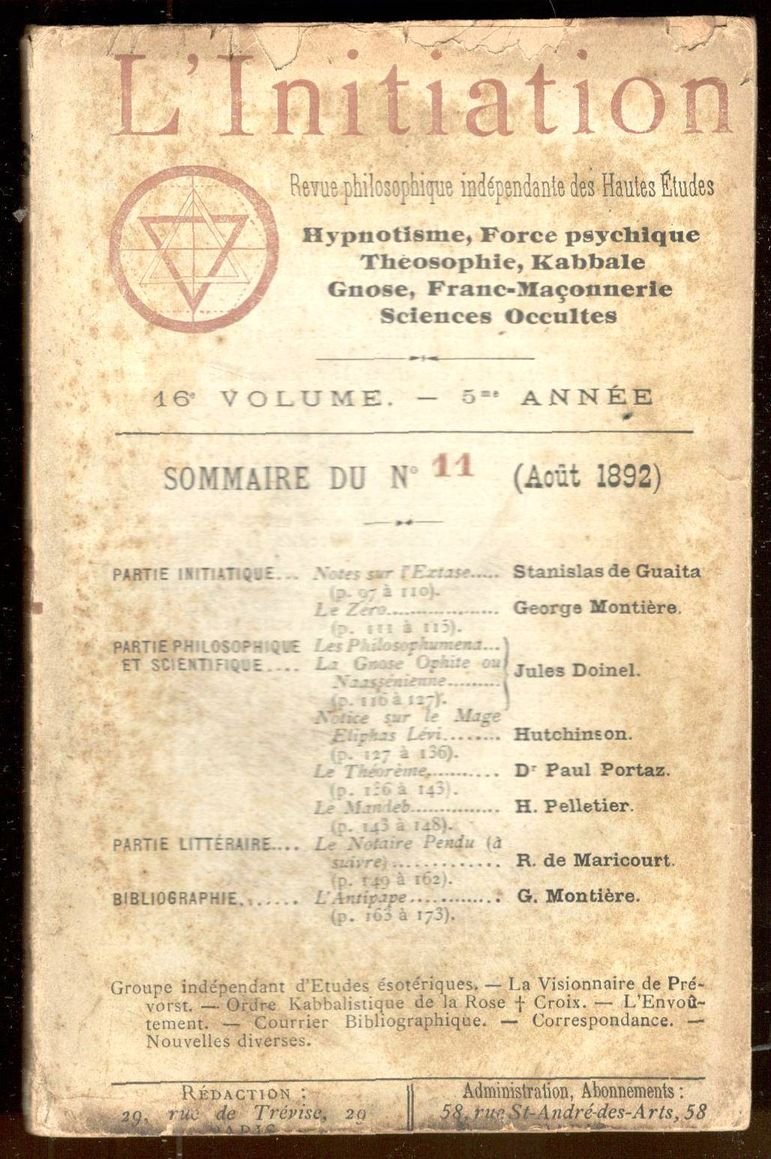 L'Initiation
Revue philosophique indépendante des Hautes Études
Hypnotisme, Force psychique
Théosophie, Kabbale
Gnose, Franc-Maçonnerie
Sciences Occultes
16e VOLUME. — 5me ANNÉE
SOMMAIRE DU N° 11 (Août 1892)
PARTIE INITIATIQUE... Notes sur l'Extase..... Stanislas de Guaita
(p. 97 à 110).
Le Zéro.................. George Montière.
(p. 111 à 115).
PARTIE PHILOSOPHIQUE Les Philosophumena...
ET SCIENTIFIQUE.... La Gnose Ophite ou
Naassénienne......... Jules Doinel.
(p. 116 à 127).
Notice sur le Mage
Eliphas Lévi........ Hutchinson.
(p. 127 à 136).
Le Théorème........... Dr Paul Portaz.
(p. 136 à 143).
Le Mandeb.............. H. Pelletier.
(p. 143 à 148).
PARTIE LITTÉRAIRE.... Le Notaire Pendu (à
suivre)............. R. de Maricourt.
(p. 149 à 162).
BIBLIOGRAPHIE....... L'Antipape............ G. Montière.
(p. 163 à 173).
Groupe indépendant d'Etudes ésotériques. — La Visionnaire de Pré-
vorst. — Ordre Kabbalistique de la Rose † Croix. — L'Envoû-
tement. — Courrier Bibliographique. — Correspondance. —
Nouvelles diverses.
RÉDACTION :
29, rue de Trévise, 29
PARIS
Administration, Abonnements :
58, rue St-André-des-Arts, 58